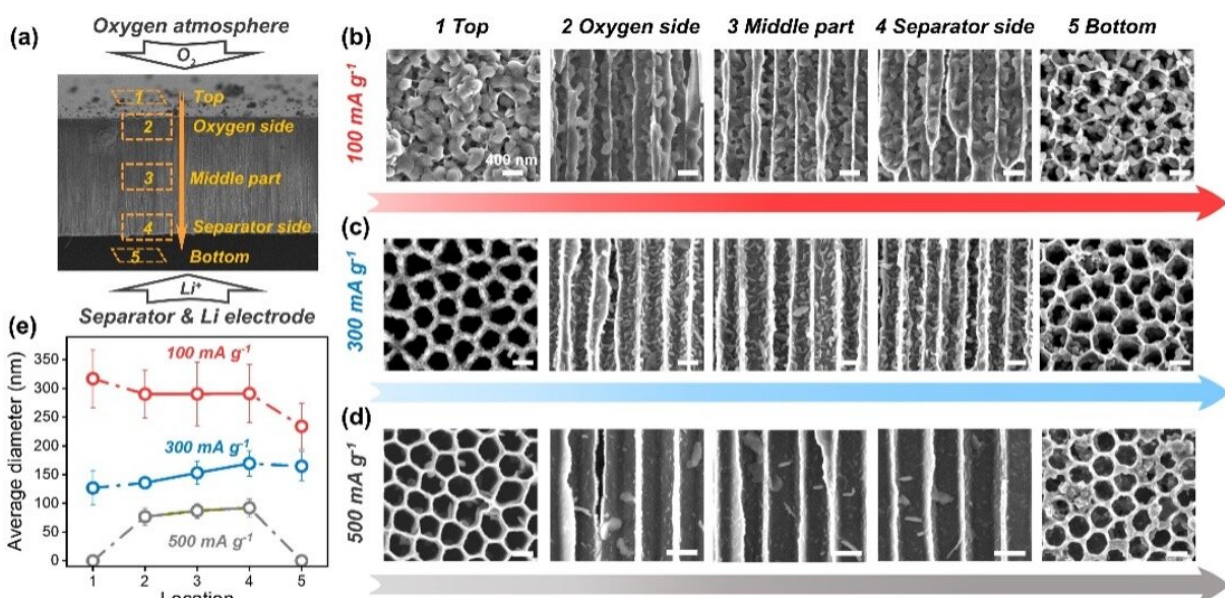 (a)
Oxygen atmosphere
O2
1 Top
2 Oxygen side
3 Middle part
4 Separator side
5 Bottom
Li+
Separator & Li electrode
(b)
1 Top 2 Oxygen side 3 Middle part 4 Separator side 5 Bottom
100 mA g-1
400 nm
(c)
300 mA g-1
(d)
500 mA g-1
(e)
Average diameter (nm)
350
300
250
200
150
100
50
0
100 mA g-1
300 mA g-1
500 mA g-1
1 2 3 4 5
Location